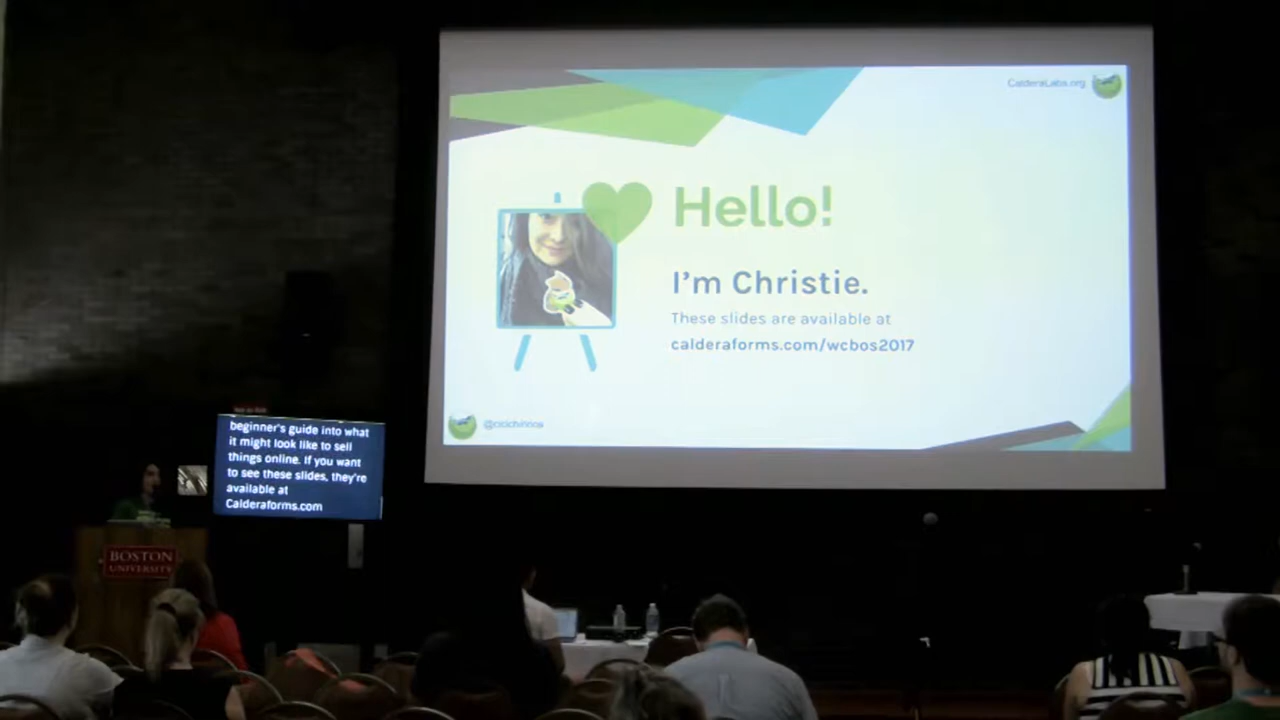 CalderaLabs.org
Hello!
I'm Christie.
These slides are available at
calderaforms.com/wcbos2017
beginner's guide into what
it might look like to sell
things online. If you want
to see these slides, they're
available at
Calderaforms.com
BOSTON
UNIVERSITY